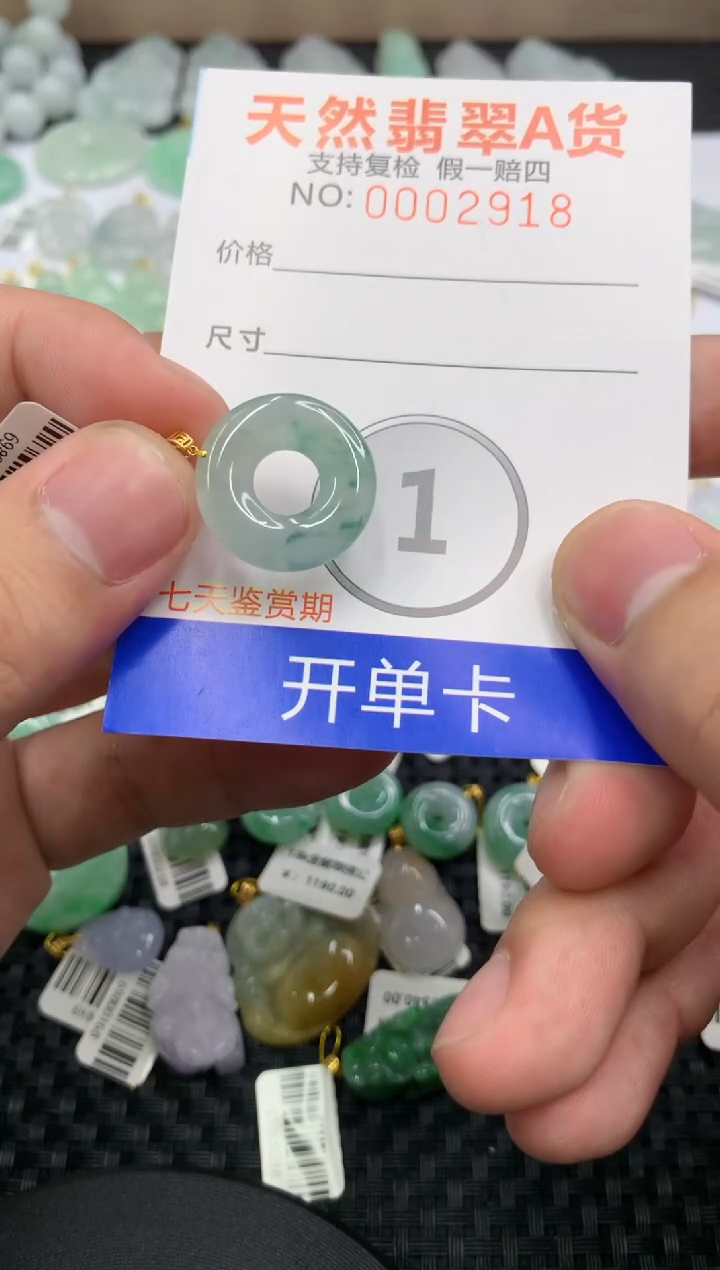 天然翡翠A货
支持复检 假一赔四
NO: 0002918
价格
尺寸
1
七天鉴赏期
开单卡